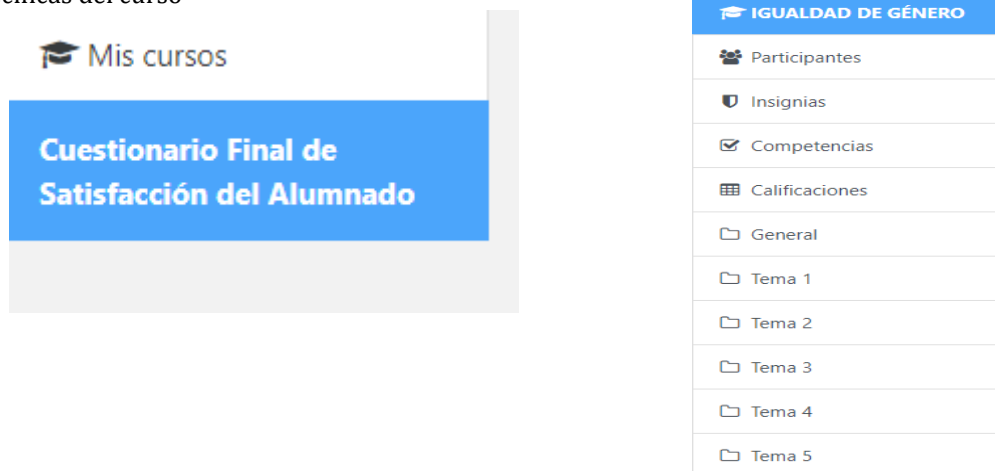 del curso
Mis cursos
Cuestionario Final de
Satisfacción del Alumnado
IGUALDAD DE GÉNERO
Participantes
Insignias
Competencias
Calificaciones
General
Tema 1
Tema 2
Tema 3
Tema 4
Tema 5